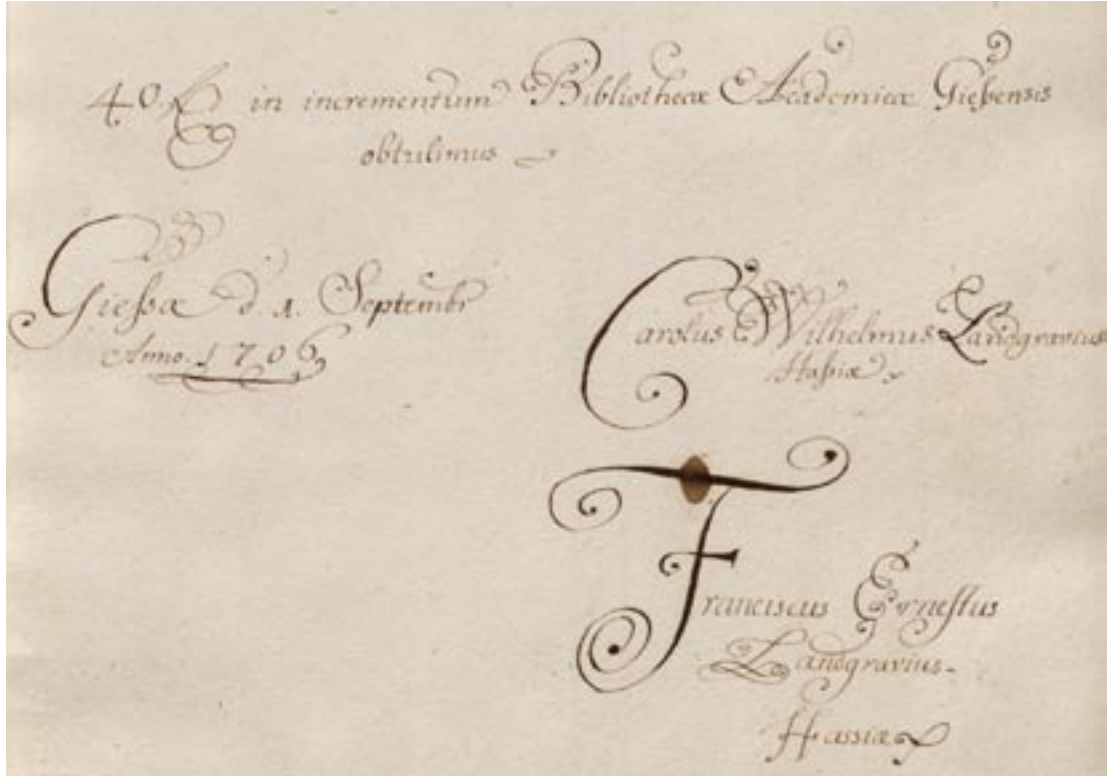 40. in incrementum Bibliothecæ Academicæ Gießensis
obtulimus
Gießæ d. 1. Septembr
Anno. 1706
Carolus Wilhelmus Landgravius
Haßiæ
Franciscus Ernestus
Landgravius
Hassiæ